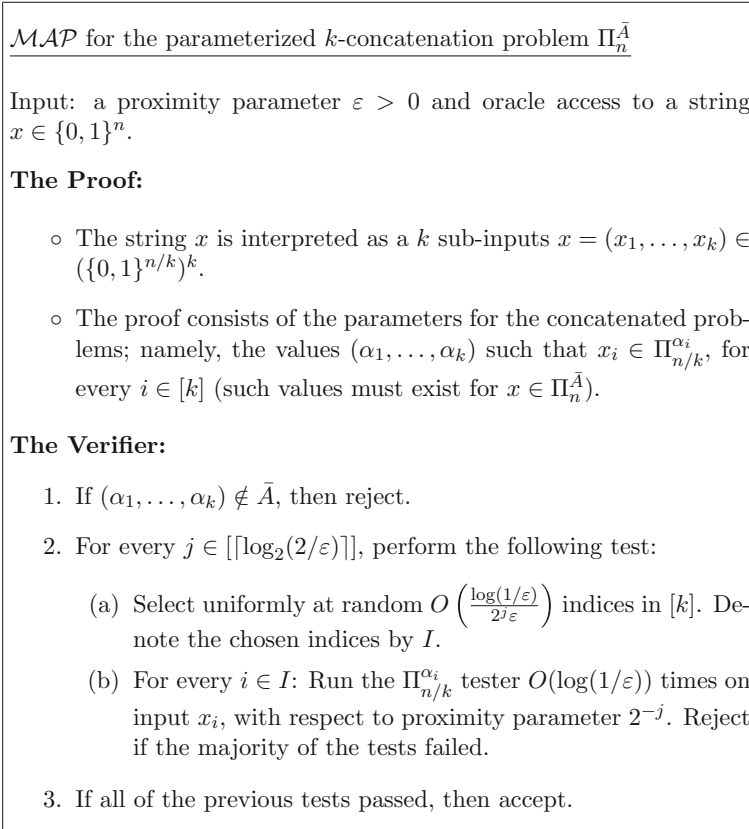 MAP for the parameterized k-concatenation problem Π_n^Ā
Input: a proximity parameter ε > 0 and oracle access to a string
x ∈ {0, 1}^n.
The Proof:
◦ The string x is interpreted as a k sub-inputs x = (x_1, . . . , x_k) ∈
({0, 1}^{n/k})^k.
◦ The proof consists of the parameters for the concatenated prob-
lems; namely, the values (α_1, . . . , α_k) such that x_i ∈ Π_{n/k}^{α_i}, for
every i ∈ [k] (such values must exist for x ∈ Π_n^Ā).
The Verifier:
1. If (α_1, . . . , α_k) ∉ Ā, then reject.
2. For every j ∈ [⌈log_2(2/ε)⌉], perform the following test:
(a) Select uniformly at random O(log(1/ε)/(2^j ε)) indices in [k]. De-
note the chosen indices by I.
(b) For every i ∈ I: Run the Π_{n/k}^{α_i} tester O(log(1/ε)) times on
input x_i, with respect to proximity parameter 2^{−j}. Reject
if the majority of the tests failed.
3. If all of the previous tests passed, then accept.